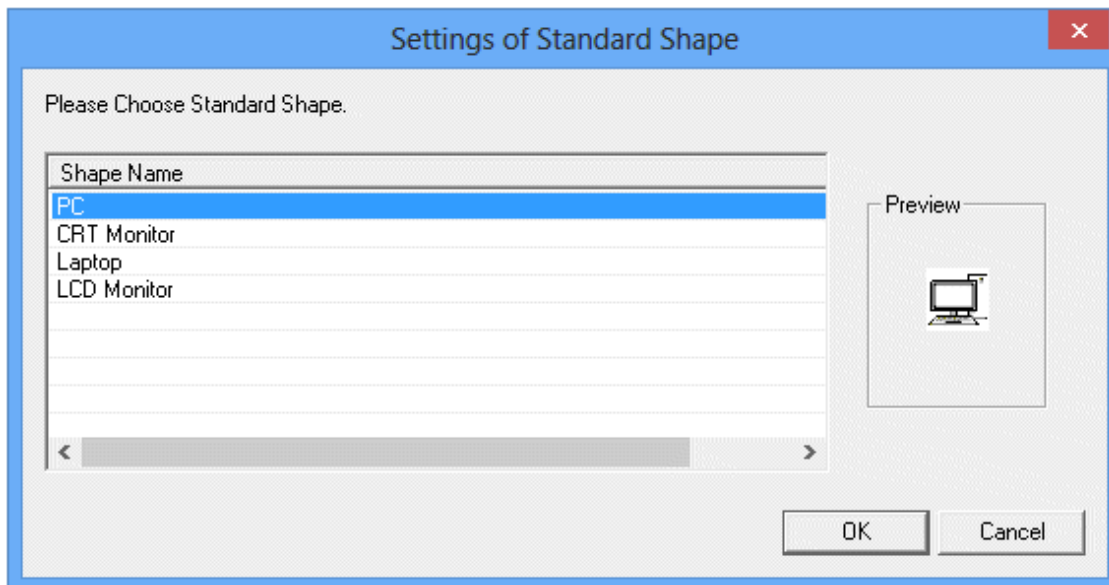 Settings of Standard Shape
Please Choose Standard Shape.
Shape Name
PC
CRT Monitor
Laptop
LCD Monitor
Preview
OK
Cancel